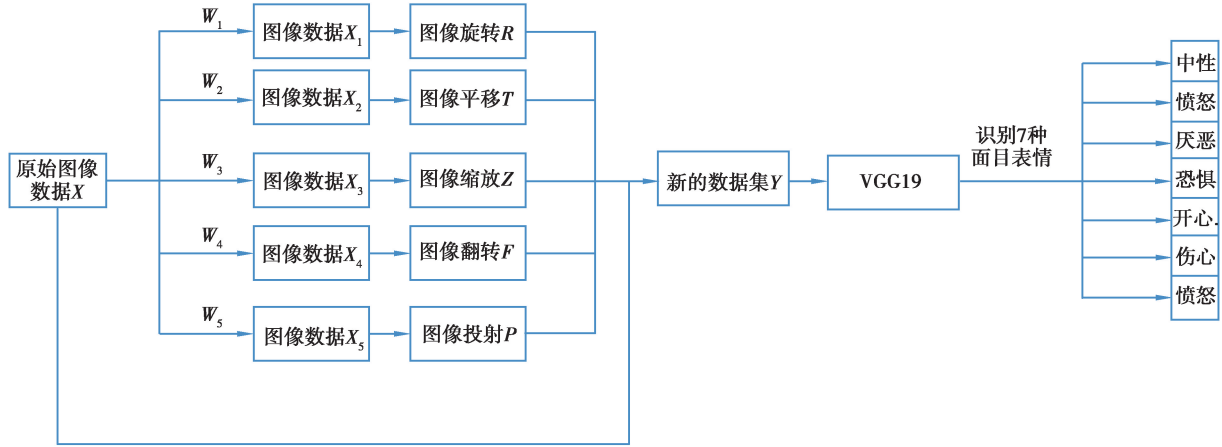 W1
图像数据X1
图像旋转R
W2
图像数据X2
图像平移T
原始图像
数据X
W3
图像数据X3
图像缩放Z
新的数据集Y
VGG19
识别7种
面目表情
W4
图像数据X4
图像翻转F
W5
图像数据X5
图像投射P
中性
愤怒
厌恶
恐惧
开心.
伤心
愤怒